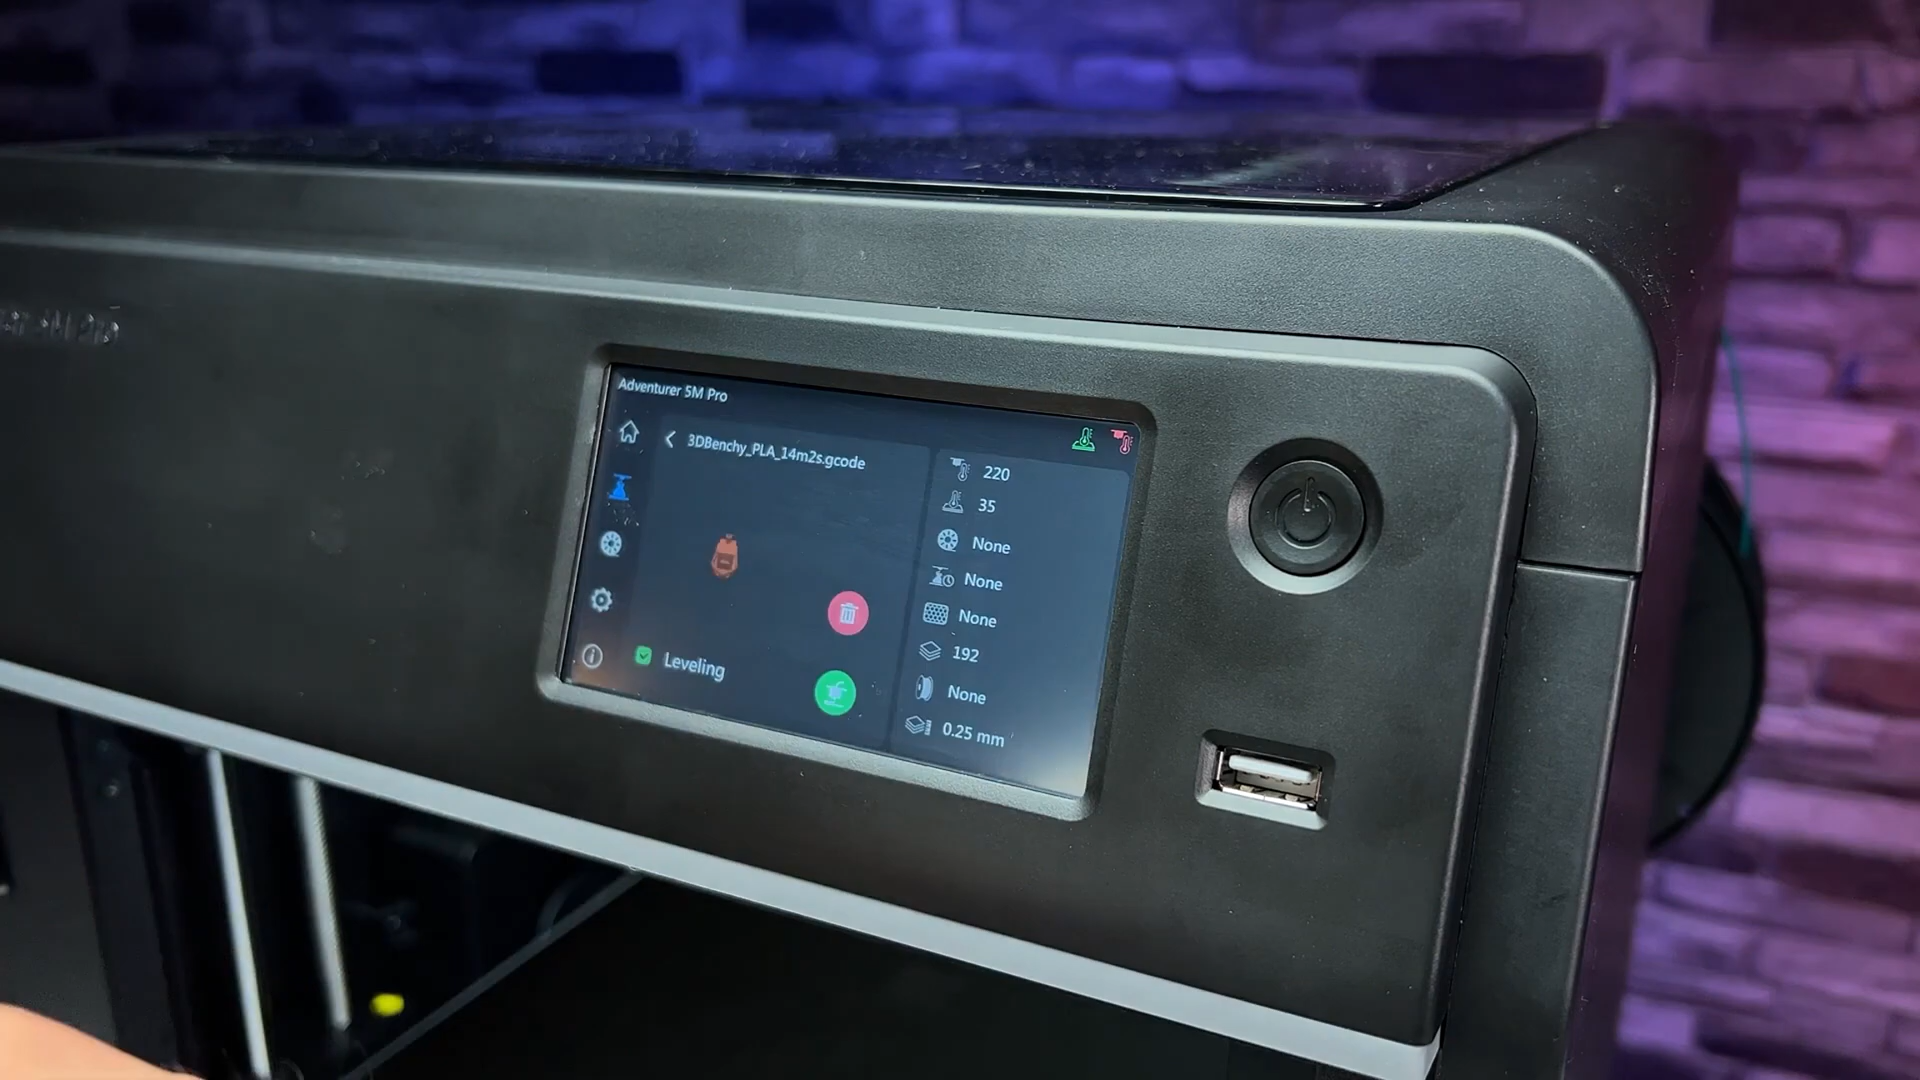 Adventurer 5M Pro
3DBenchy_PLA_14m2s.gcode
Leveling
220
35
None
None
None
192
None
0.25 mm